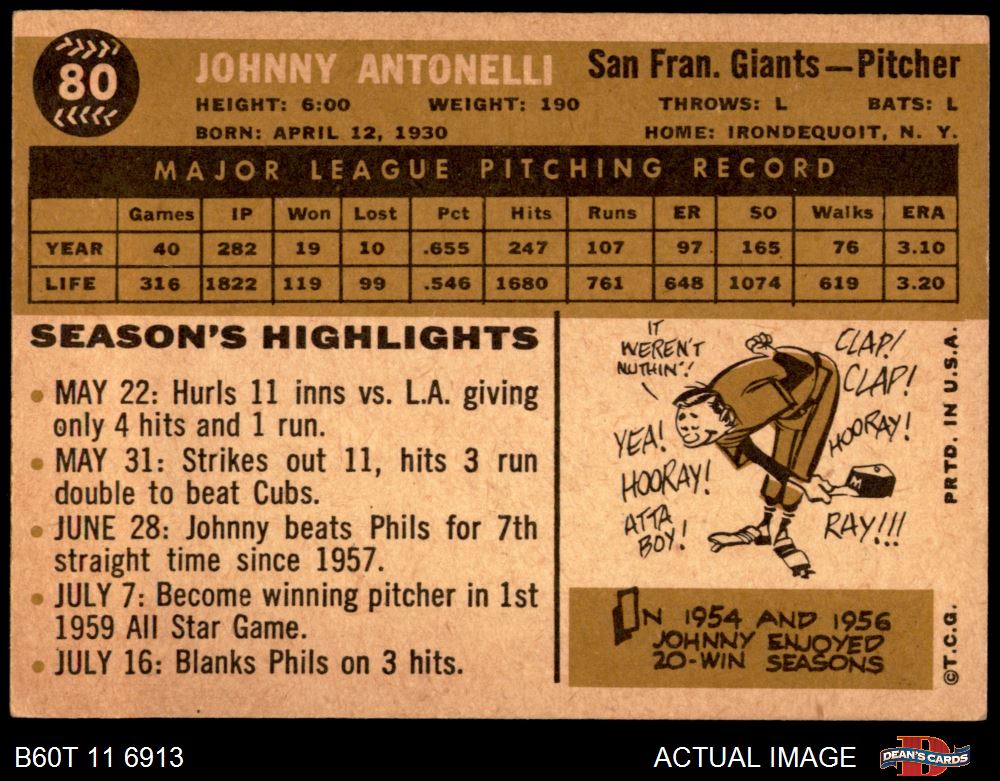 80
JOHNNY ANTONELLI
San Fran. Giants—Pitcher
HEIGHT: 6:00 WEIGHT: 190 THROWS: L BATS: L
BORN: APRIL 12, 1930 HOME: IRONDEQUOIT, N. Y.
MAJOR LEAGUE PITCHING RECORD
Games IP Won Lost Pct Hits Runs ER SO Walks ERA
YEAR 40 282 19 10 .655 247 107 97 165 76 3.10
LIFE 316 1822 119 99 .546 1680 761 648 1074 619 3.20
SEASON'S HIGHLIGHTS
• MAY 22: Hurls 11 inns vs. L.A. giving
only 4 hits and 1 run.
• MAY 31: Strikes out 11, hits 3 run
double to beat Cubs.
• JUNE 28: Johnny beats Phils for 7th
straight time since 1957.
• JULY 7: Become winning pitcher in 1st
1959 All Star Game.
• JULY 16: Blanks Phils on 3 hits.
IT
WEREN'T
NUTHIN'!
CLAP!
CLAP!
YEA!
HOORAY!
HOORAY!
ATTA
BOY!
M
RAY!!!
IN 1954 AND 1956
JOHNNY ENJOYED
20-WIN SEASONS
©T.C.G. PRTD. IN U.S.A.
B60T 11 6913
ACTUAL IMAGE
DEAN'S CARDS